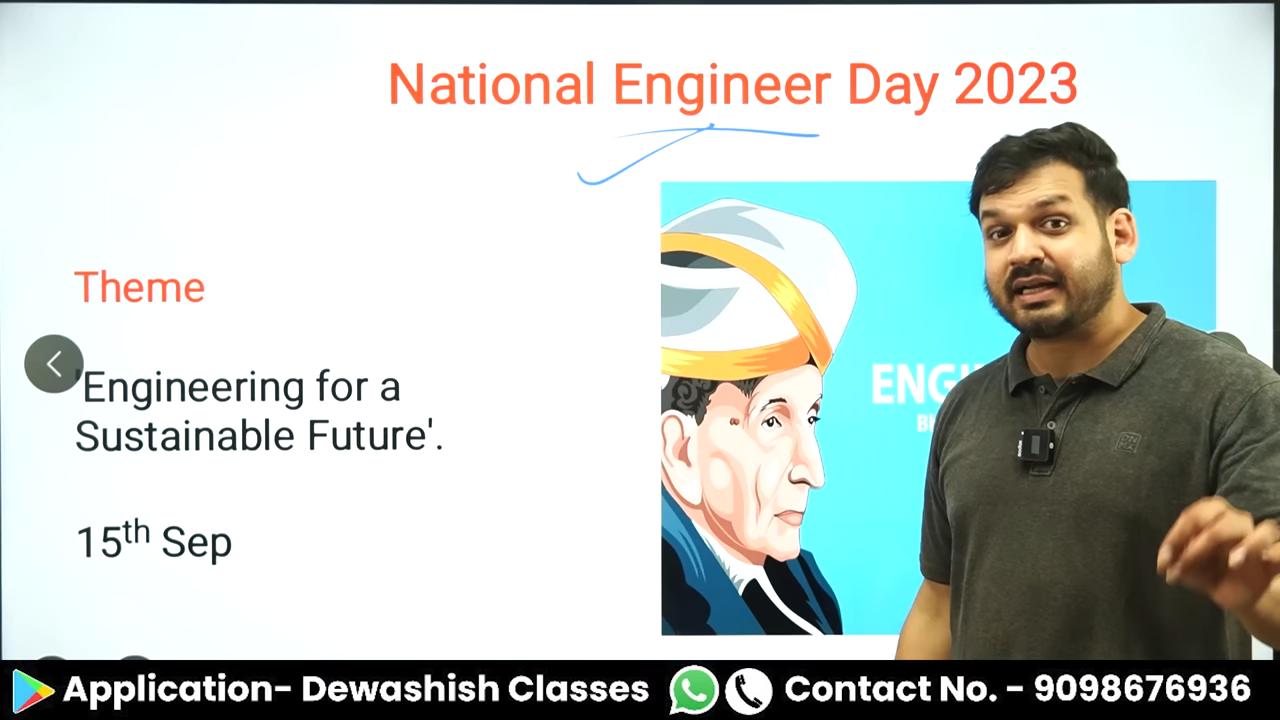 National Engineer Day 2023
Theme
'Engineering for a
Sustainable Future'.
15th Sep
Application- Dewashish Classes
Contact No. - 9098676936